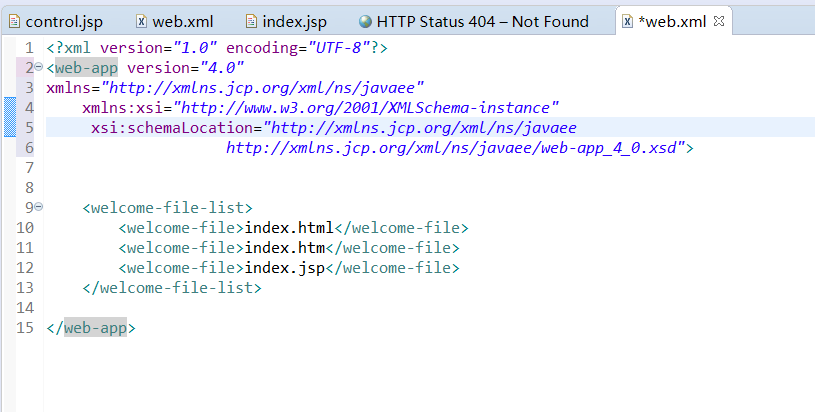 control.jsp web.xml index.jsp HTTP Status 404 – Not Found *web.xml
1 <?xml version="1.0" encoding="UTF-8"?>
2 <web-app version="4.0"
3 xmlns="http://xmlns.jcp.org/xml/ns/javaee"
4 xmlns:xsi="http://www.w3.org/2001/XMLSchema-instance"
5 xsi:schemaLocation="http://xmlns.jcp.org/xml/ns/javaee
6 http://xmlns.jcp.org/xml/ns/javaee/web-app_4_0.xsd">
7
8
9 <welcome-file-list>
10 <welcome-file>index.html</welcome-file>
11 <welcome-file>index.htm</welcome-file>
12 <welcome-file>index.jsp</welcome-file>
13 </welcome-file-list>
14
15 </web-app>